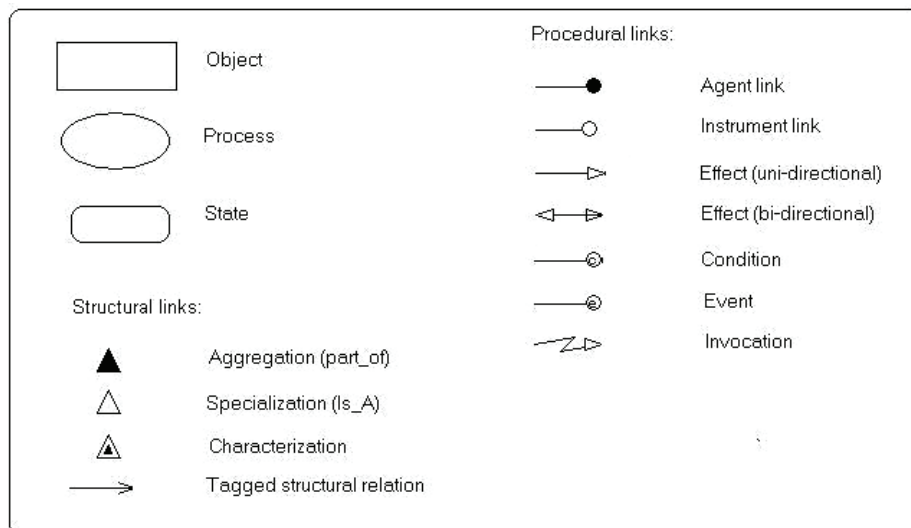 Object
Process
State
Structural links:
Aggregation (part_of)
Specialization (Is_A)
Characterization
Tagged structural relation
Procedural links:
Agent link
Instrument link
Effect (uni-directional)
Effect (bi-directional)
Condition
Event
Invocation